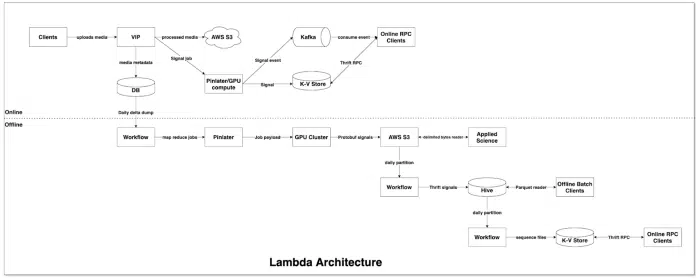 Clients
uploads media
VIP
processed media
AWS S3
Kafka
consume event
Online RPC
Clients
media metadata
Signal job
Signal event
Thrift RPC
Pinlater/GPU
compute
Signal
K-V Store
DB
Online
Daily delta dump
Offline
Workflow
map reduce jobs
Pinlater
Job payload
GPU Cluster
Protobuf signals
AWS S3
delimited bytes reader
Applied
Science
daily partition
Workflow
Thrift signals
Hive
Parquet reader
Offline Batch
Clients
daily partition
Workflow
sequence files
K-V Store
Thrift RPC
Online RPC
Clients
Lambda Architecture